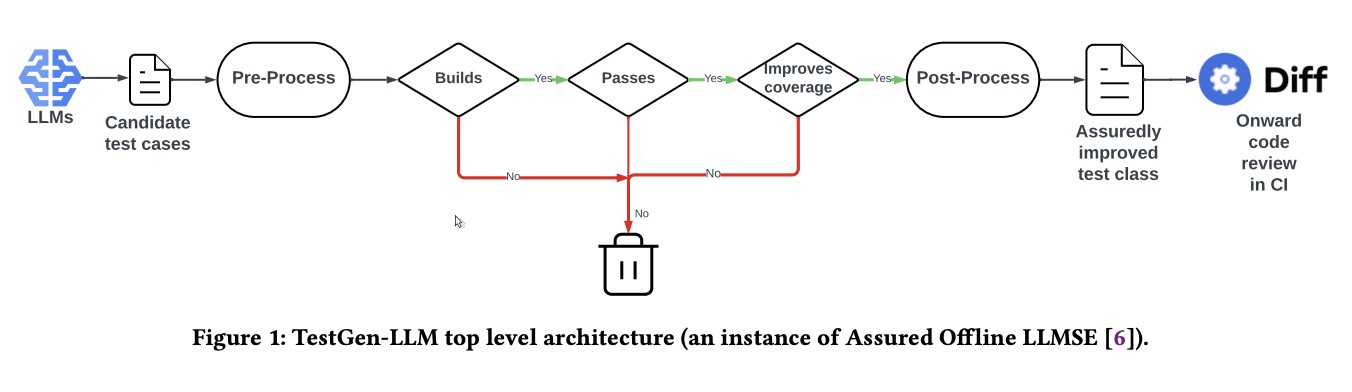 LLMs
Candidate
test cases
Pre-Process
Builds
Yes
Passes
Yes
Improves
coverage
Yes
Post-Process
Assuredly
improved
test class
Diff
Onward
code
review
in CI
No
No
No
Figure 1: TestGen-LLM top level architecture (an instance of Assured Offline LLMSE [6]).